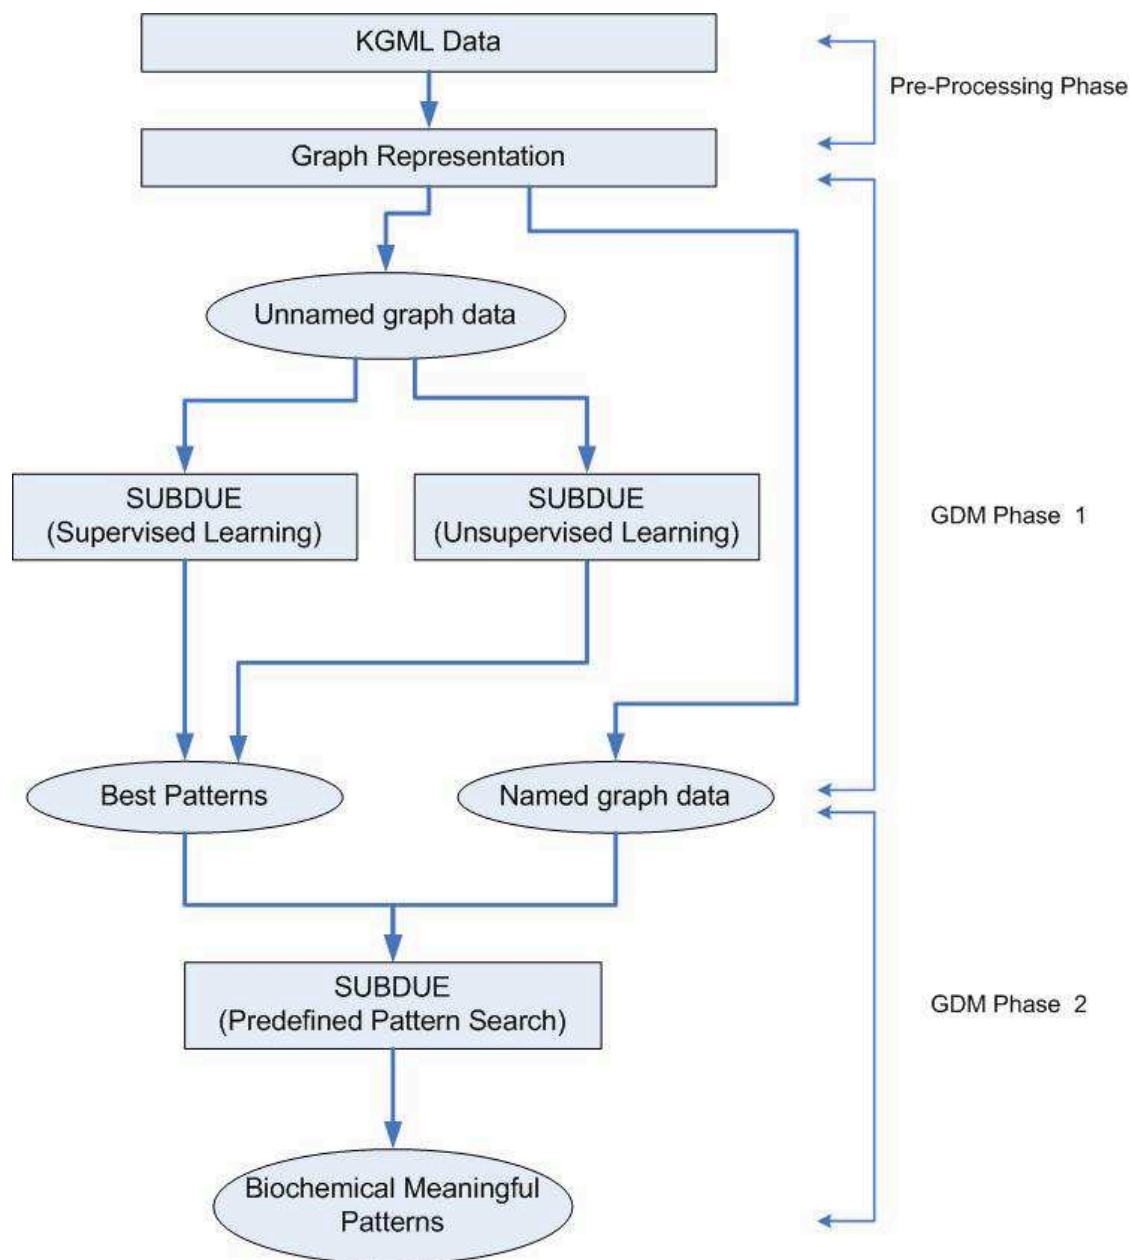 KGML Data
Pre-Processing Phase
Graph Representation
Unnamed graph data
SUBDUE
(Supervised Learning)
SUBDUE
(Unsupervised Learning)
GDM Phase 1
Best Patterns
Named graph data
SUBDUE
(Predefined Pattern Search)
GDM Phase 2
Biochemical Meaningful
Patterns